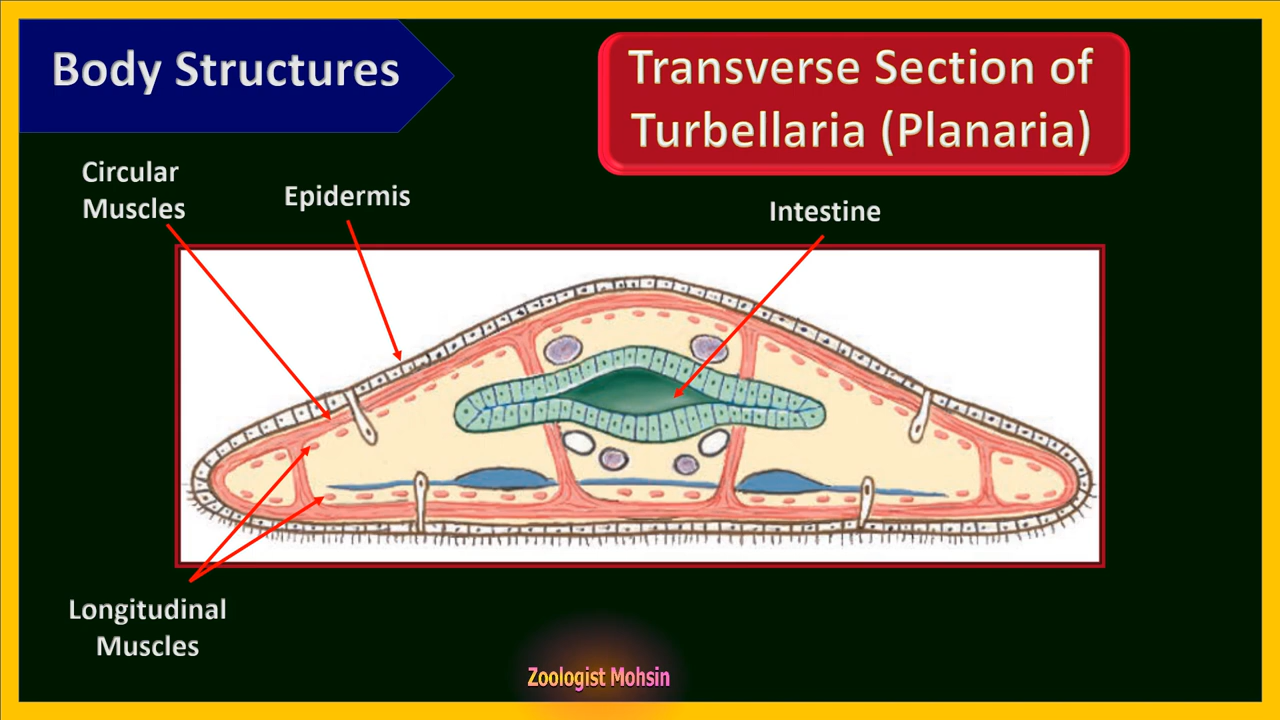 Body Structures
Transverse Section of
Turbellaria (Planaria)
Circular
Muscles
Epidermis
Intestine
Longitudinal
Muscles
Zoologist Mohsin